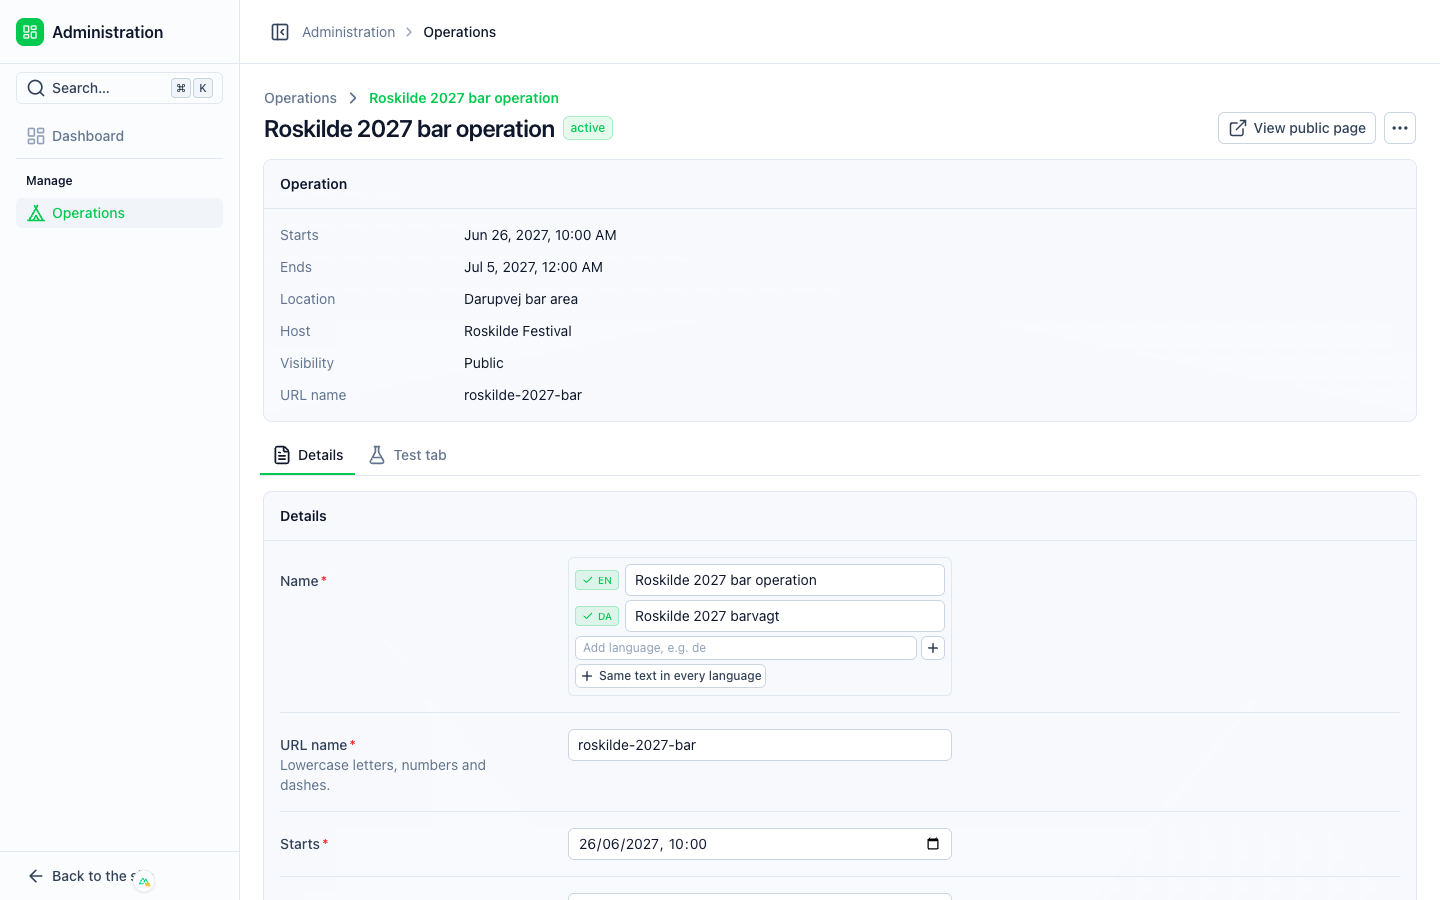 Administration
Administration
Operations
Search...
⌘ K
Dashboard
Manage
Operations
Operations
Roskilde 2027 bar operation
Roskilde 2027 bar operation
active
View public page
Operation
Starts
Jun 26, 2027, 10:00 AM
Ends
Jul 5, 2027, 12:00 AM
Location
Darupvej bar area
Host
Roskilde Festival
Visibility
Public
URL name
roskilde-2027-bar
Details
Test tab
Details
Name*
EN
Roskilde 2027 bar operation
DA
Roskilde 2027 barvagt
Add language, e.g. de
Same text in every language
URL name*
Lowercase letters, numbers and
dashes.
roskilde-2027-bar
Starts*
26/06/2027, 10:00
Back to the